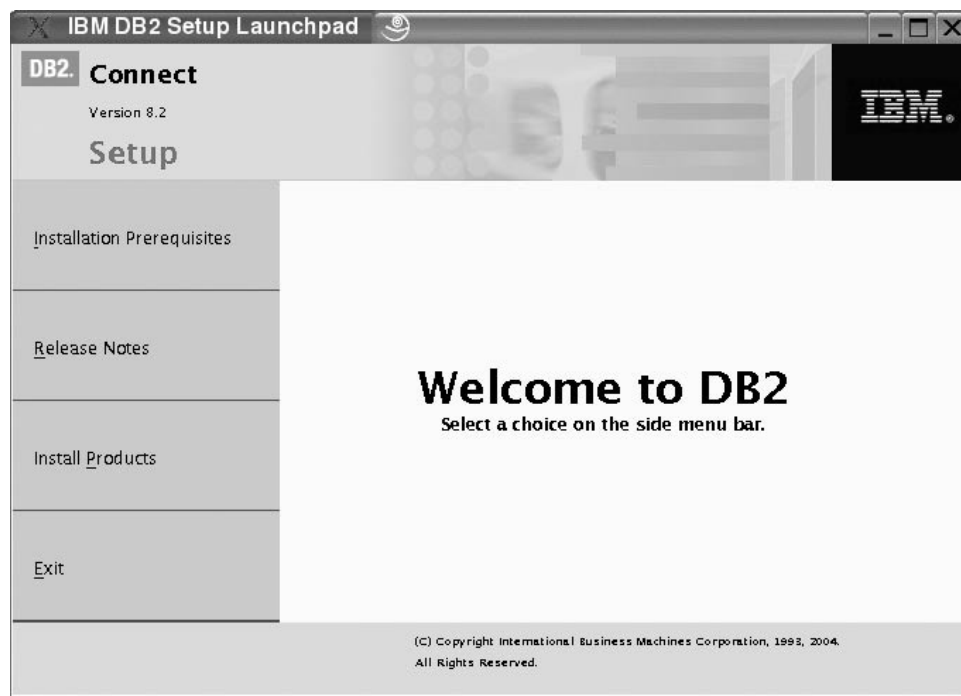 IBM DB2 Setup Launchpad
DB2. Connect
Version 8.2
Setup
IBM®
Installation Prerequisites
Release Notes
Install Products
Exit
Welcome to DB2
Select a choice on the side menu bar.
(C) Copyright International Business Machines Corporation, 1993, 2004.
All Rights Reserved.